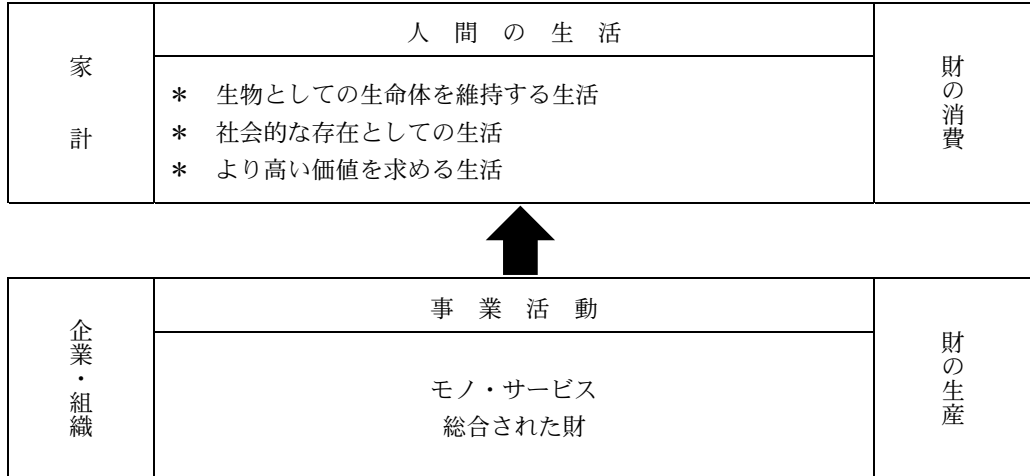 家計
人間の生活
* 生物としての生命体を維持する生活
* 社会的な存在としての生活
* より高い価値を求める生活
財の消費
企業・組織
事業活動
モノ・サービス
総合された財
財の生産